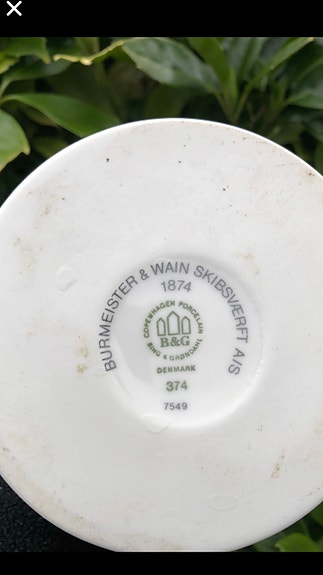 BURMEISTER & WAIN SKIBSVÆRFT A/S
1874
COPENHAGEN PORCELAIN
B&G
BING & GRØNDAHL
DENMARK
374
7549